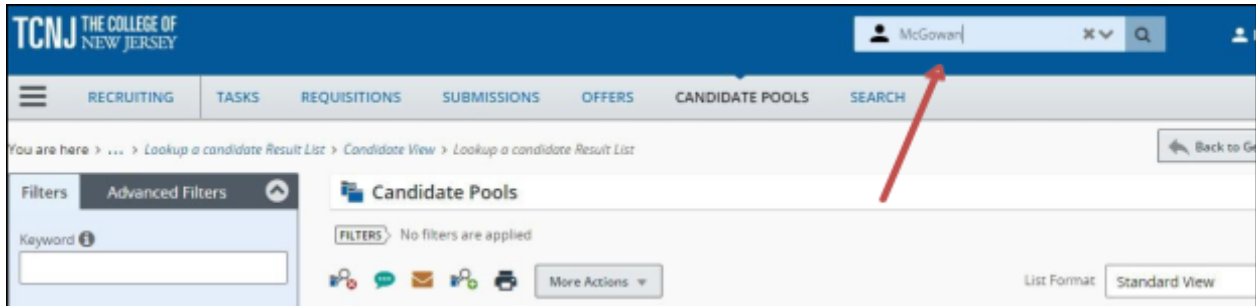 TCNJ THE COLLEGE OF
NEW JERSEY
McGowan
RECRUITING TASKS REQUISITIONS SUBMISSIONS OFFERS CANDIDATE POOLS SEARCH
You are here > ... > Lookup a candidate Result List > Candidate View > Lookup a candidate Result List
Back to Ge
Filters Advanced Filters
Candidate Pools
Keyword
FILTERS No filters are applied
More Actions
List Format Standard View